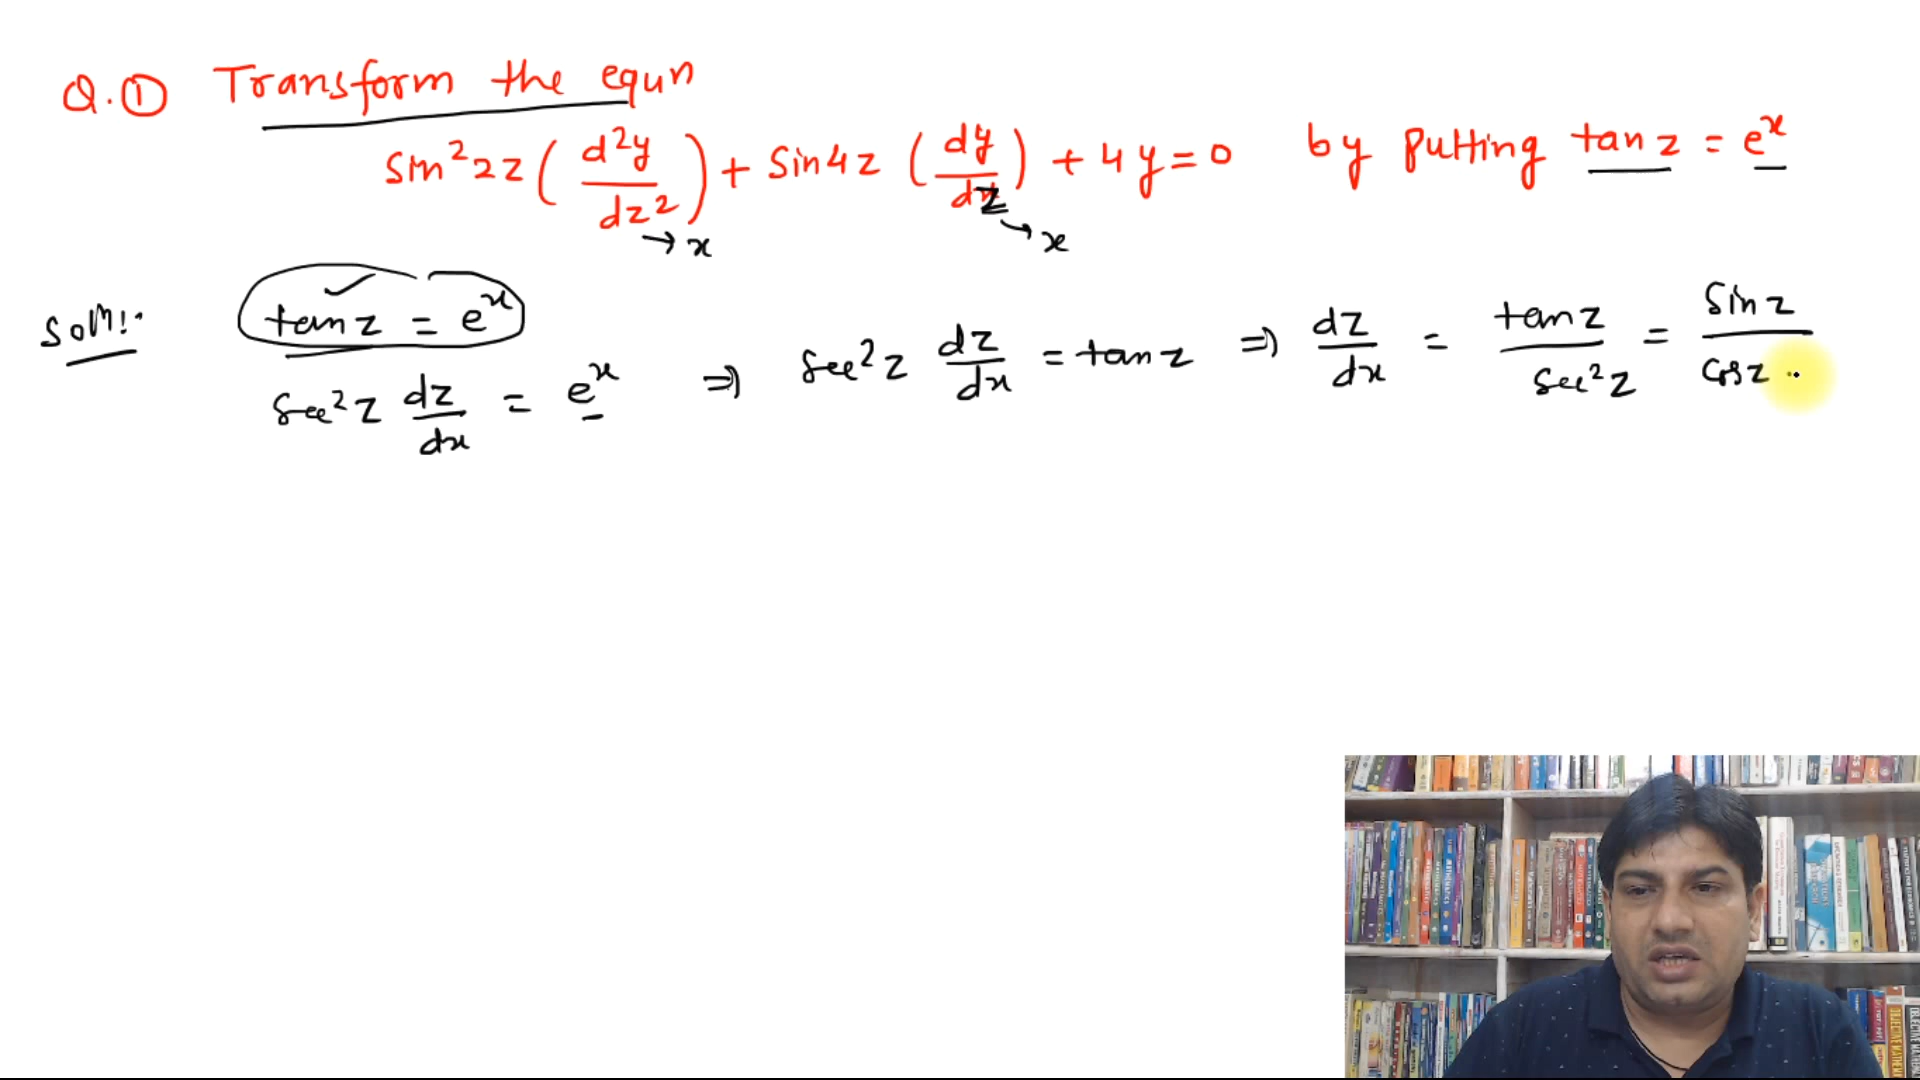 Q.① Transform the equn
sin²2z (d²y/dz²) + sin4z (dy/dz) + 4y = 0 by putting tan z = eˣ
→ x → x
Soln:- tan z = eˣ
sec²z dz/dx = eˣ ⇒ sec²z dz/dx = tan z ⇒ dz/dx = tan z/sec²z = sin z/cos z ·